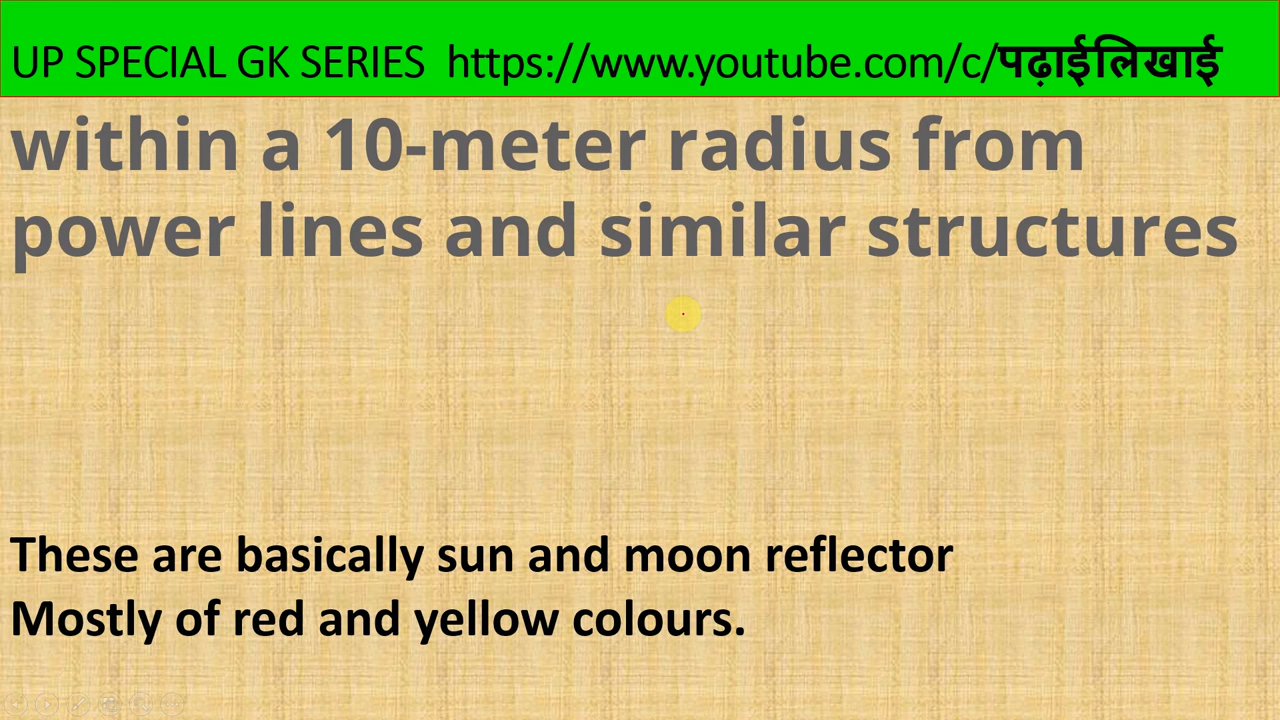 UP SPECIAL GK SERIES https://www.youtube.com/c/पढ़ाईलिखाई
within a 10-meter radius from
power lines and similar structures
These are basically sun and moon reflector
Mostly of red and yellow colours.